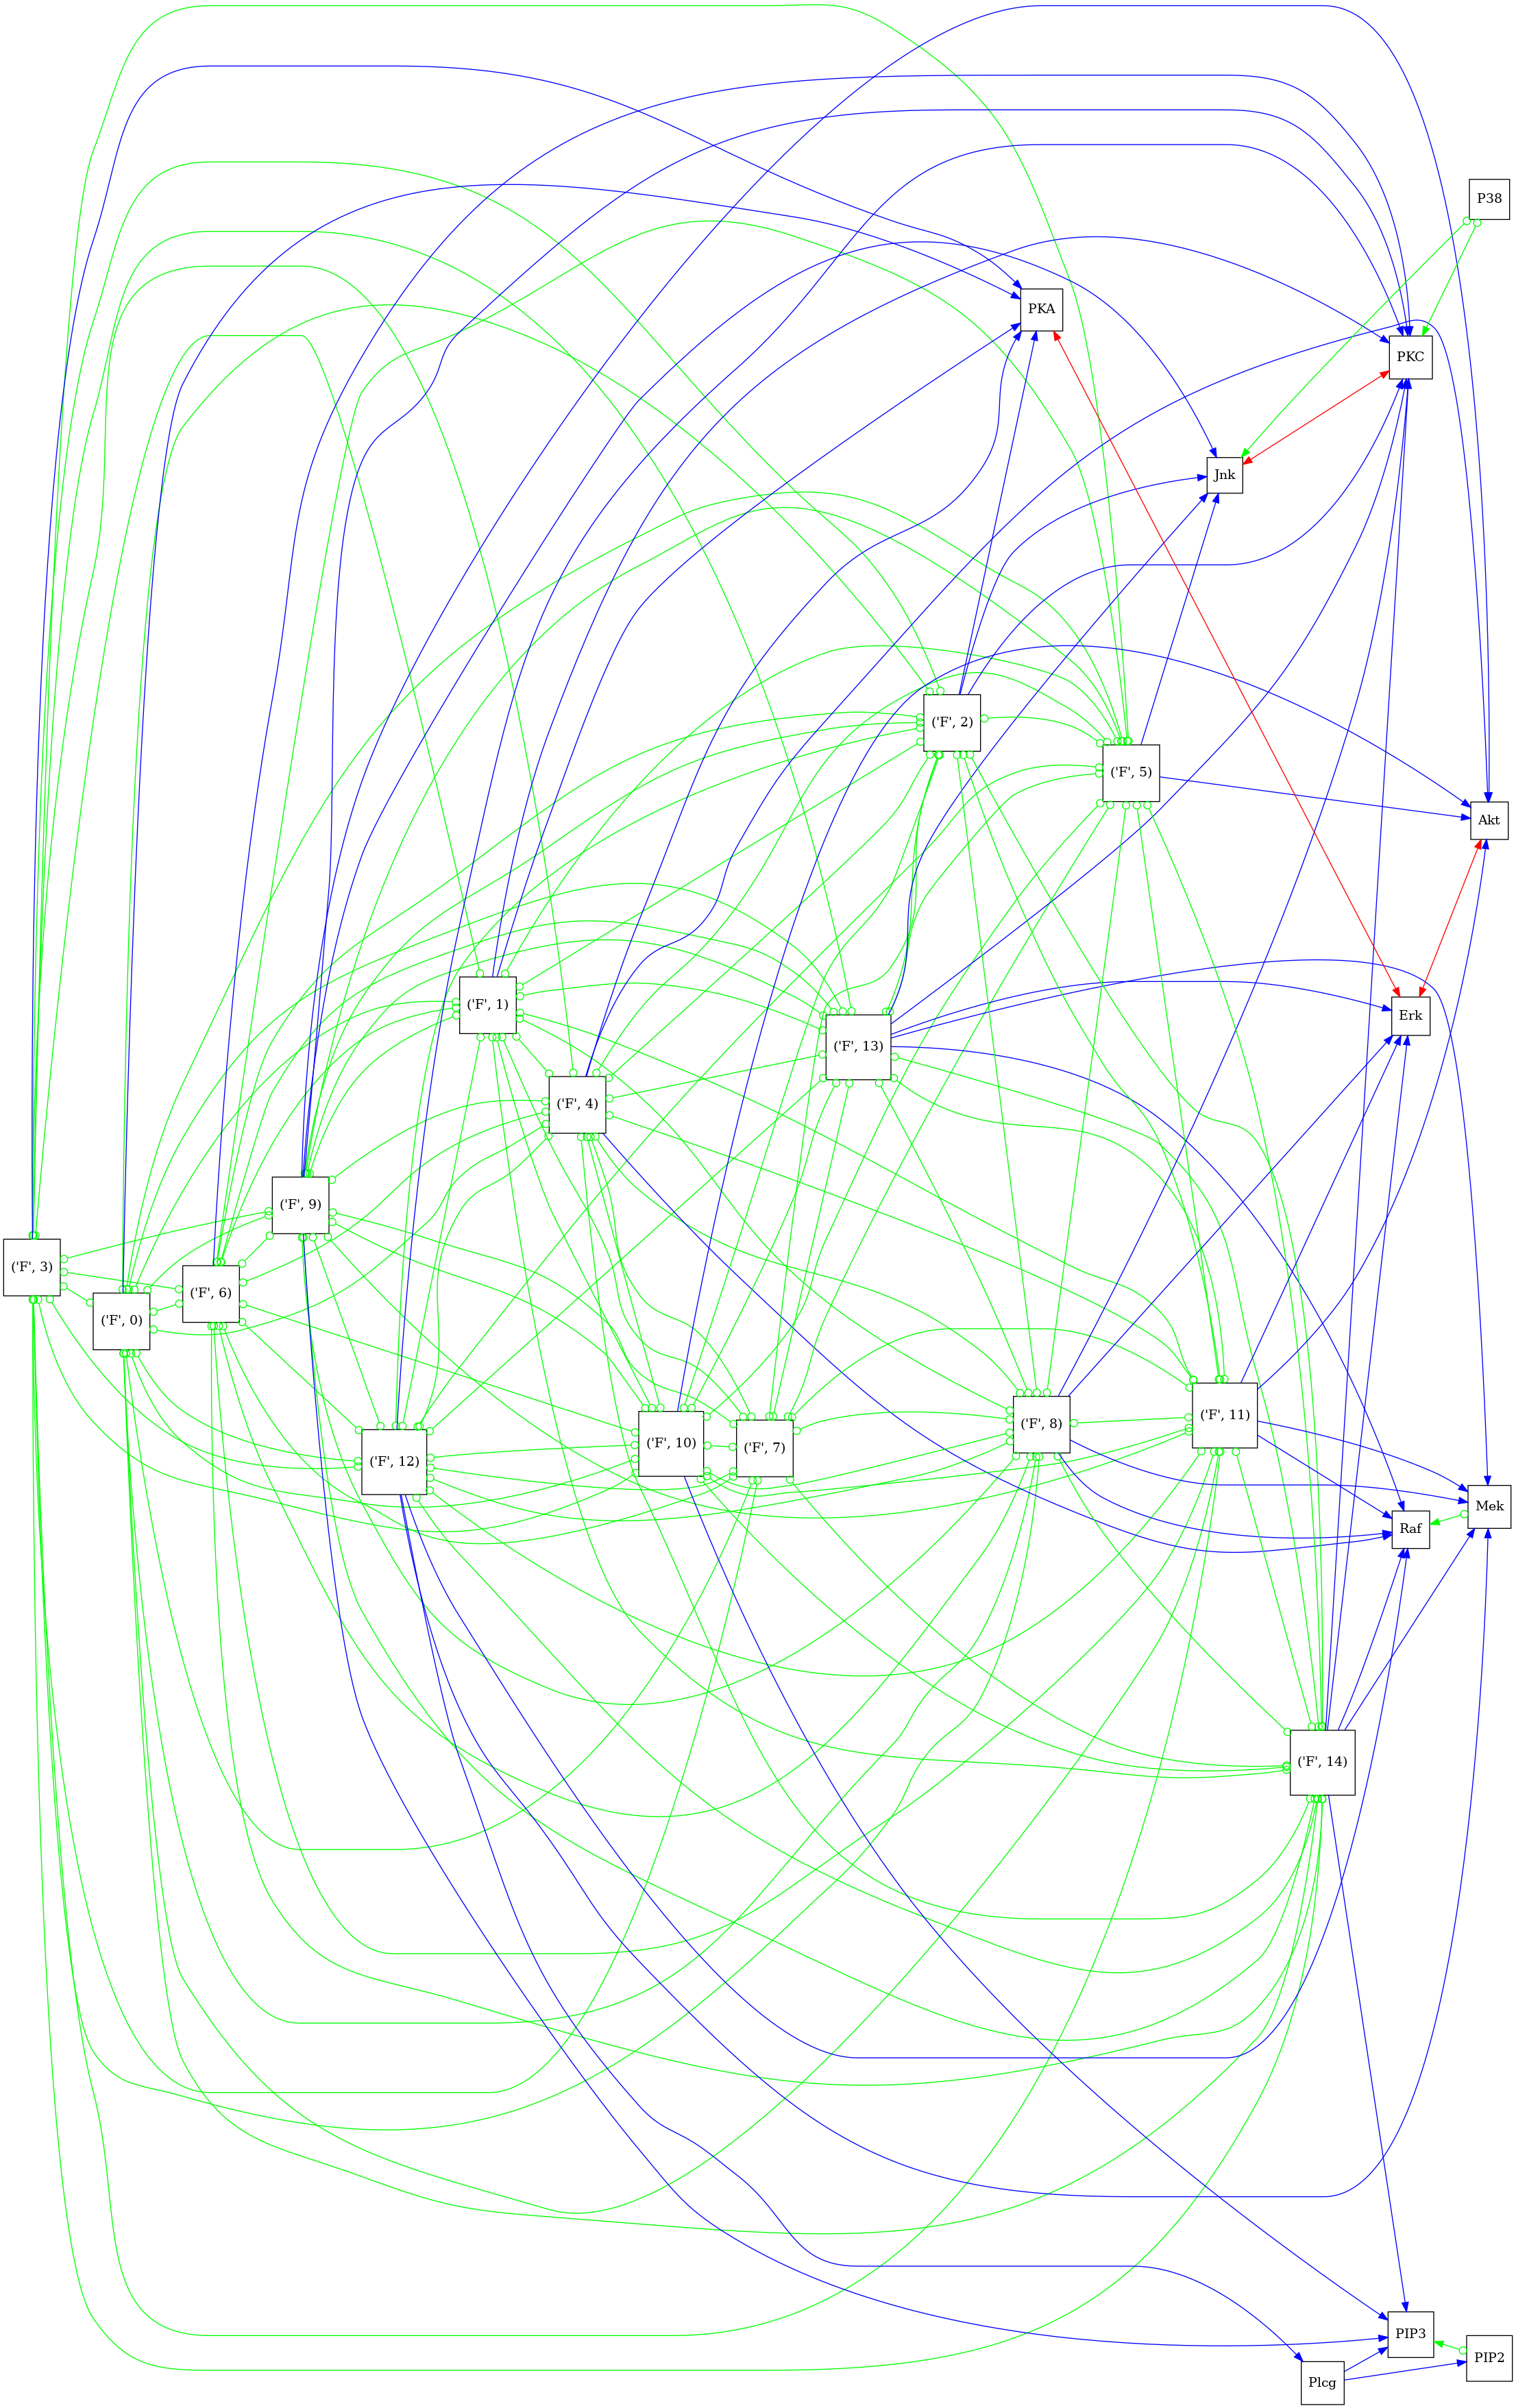 P38
PKA
PKC
Jnk
('F', 2)
('F', 5)
Akt
('F', 1)
Erk
('F', 13)
('F', 4)
('F', 9)
('F', 3)
('F', 6)
('F', 0)
('F', 11)
('F', 8)
('F', 10)
('F', 7)
('F', 12)
Mek
Raf
('F', 14)
PIP3
PIP2
Plcg